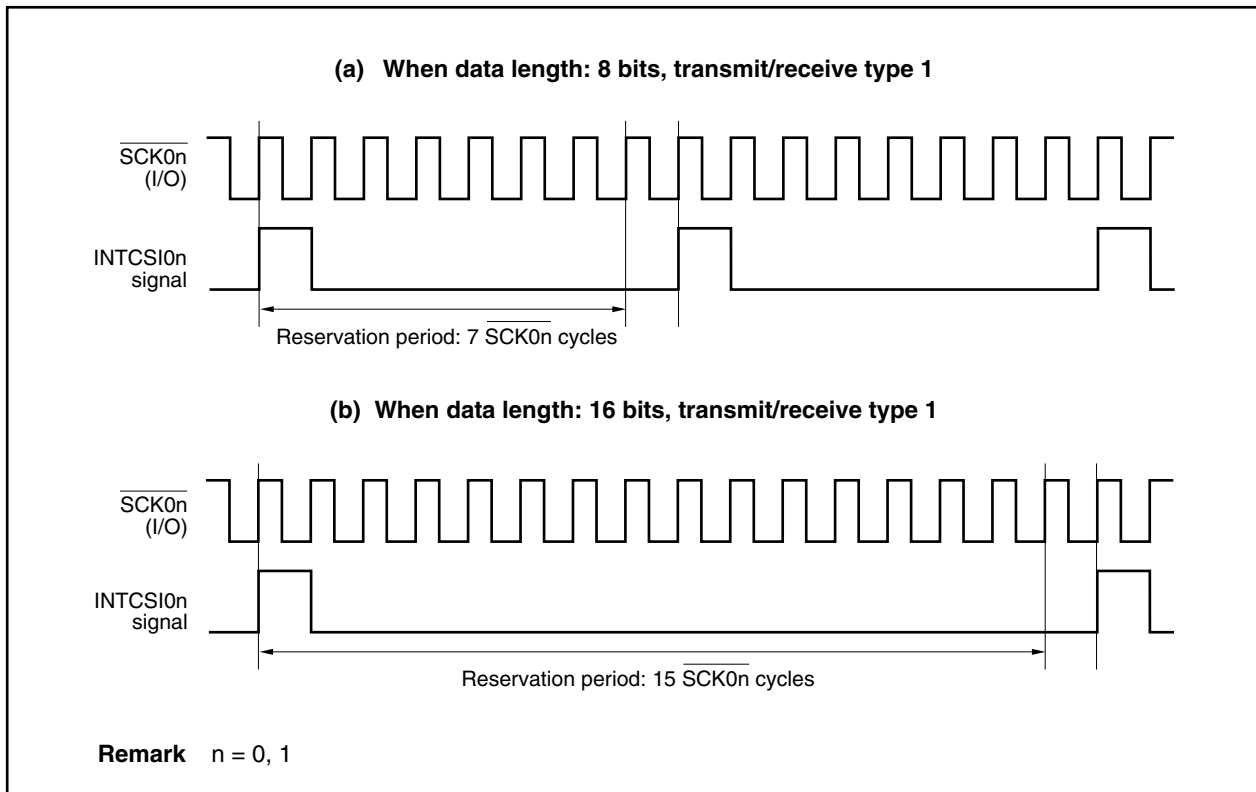 (a) When data length: 8 bits, transmit/receive type 1
SCK0n
(I/O)
INTCSI0n
signal
Reservation period: 7 SCK0n cycles
(b) When data length: 16 bits, transmit/receive type 1
SCK0n
(I/O)
INTCSI0n
signal
Reservation period: 15 SCK0n cycles
Remark n = 0, 1